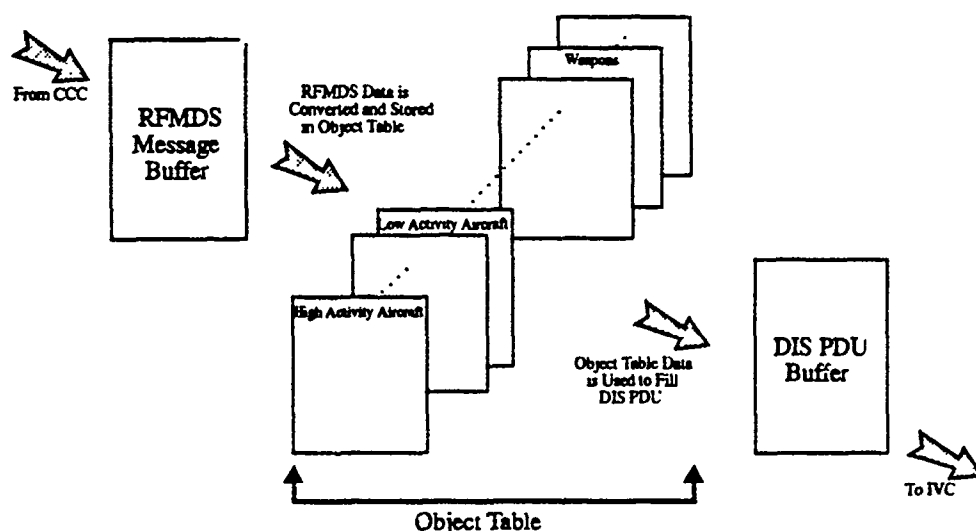 From CCC
RFMDS
Message
Buffer
RFMDS Data is
Converted and Stored
in Object Table
Weapons
Low Activity Aircraft
High Activity Aircraft
Object Table Data
is Used to Fill
DIS PDU
DIS PDU
Buffer
To IVC
Object Table